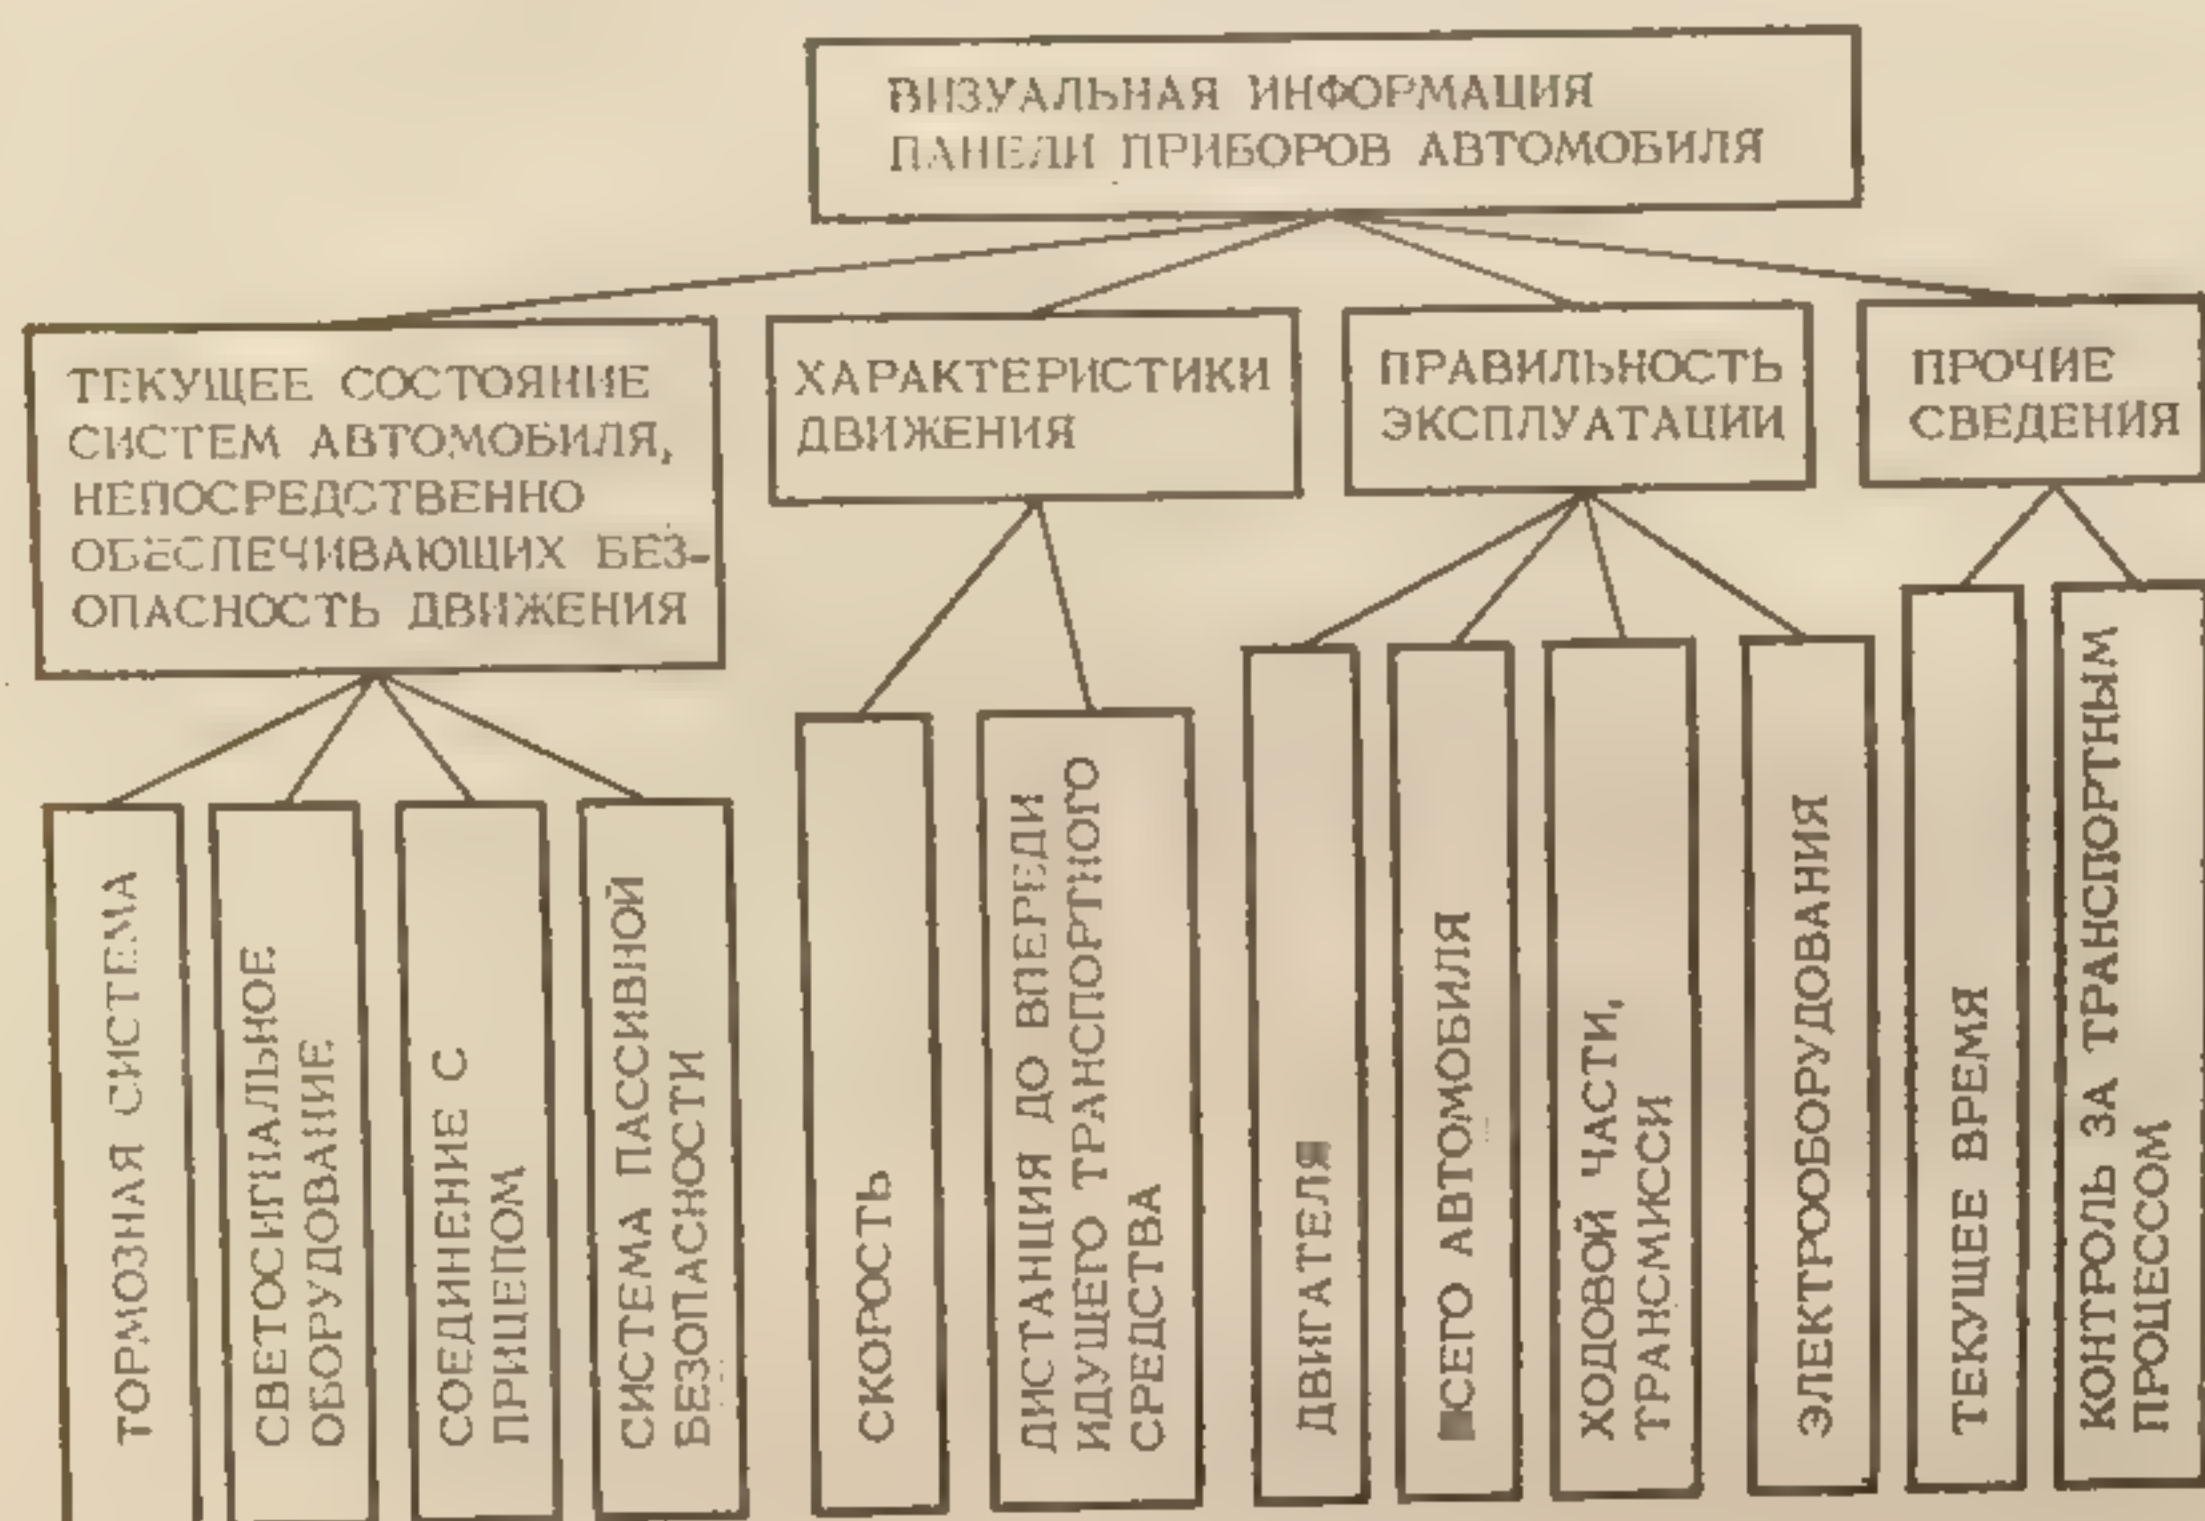 ВИЗУАЛЬНАЯ ИНФОРМАЦИЯ
ПАНЕЛИ ПРИБОРОВ АВТОМОБИЛЯ
ТЕКУЩЕЕ СОСТОЯНИЕ
СИСТЕМ АВТОМОБИЛЯ,
НЕПОСРЕДСТВЕННО
ОБЕСПЕЧИВАЮЩИХ БЕЗ-
ОПАСНОСТЬ ДВИЖЕНИЯ
ХАРАКТЕРИСТИКИ
ДВИЖЕНИЯ
ПРАВИЛЬНОСТЬ
ЭКСПЛУАТАЦИИ
ПРОЧИЕ
СВЕДЕНИЯ
ТОРМОЗНАЯ СИСТЕМА
СВЕТОСИГНАЛЬНОЕ
ОБОРУДОВАНИЕ
СОЕДИНЕНИЕ С
ПРИЦЕПОМ
СИСТЕМА ПАССИВНОЙ
БЕЗОПАСНОСТИ
СКОРОСТЬ
ДИСТАНЦИЯ ДО ВПЕРЕДИ
ИДУЩЕГО ТРАНСПОРТНОГО
СРЕДСТВА
ДВИГАТЕЛЯ
ВСЕГО АВТОМОБИЛЯ
ХОДОВОЙ ЧАСТИ,
ТРАНСМИССИ
ЭЛЕКТРООБОРУДОВАНИЯ
ТЕКУЩЕЕ ВРЕМЯ
КОНТРОЛЬ ЗА ТРАНСПОРТНЫМ
ПРОЦЕССОМ